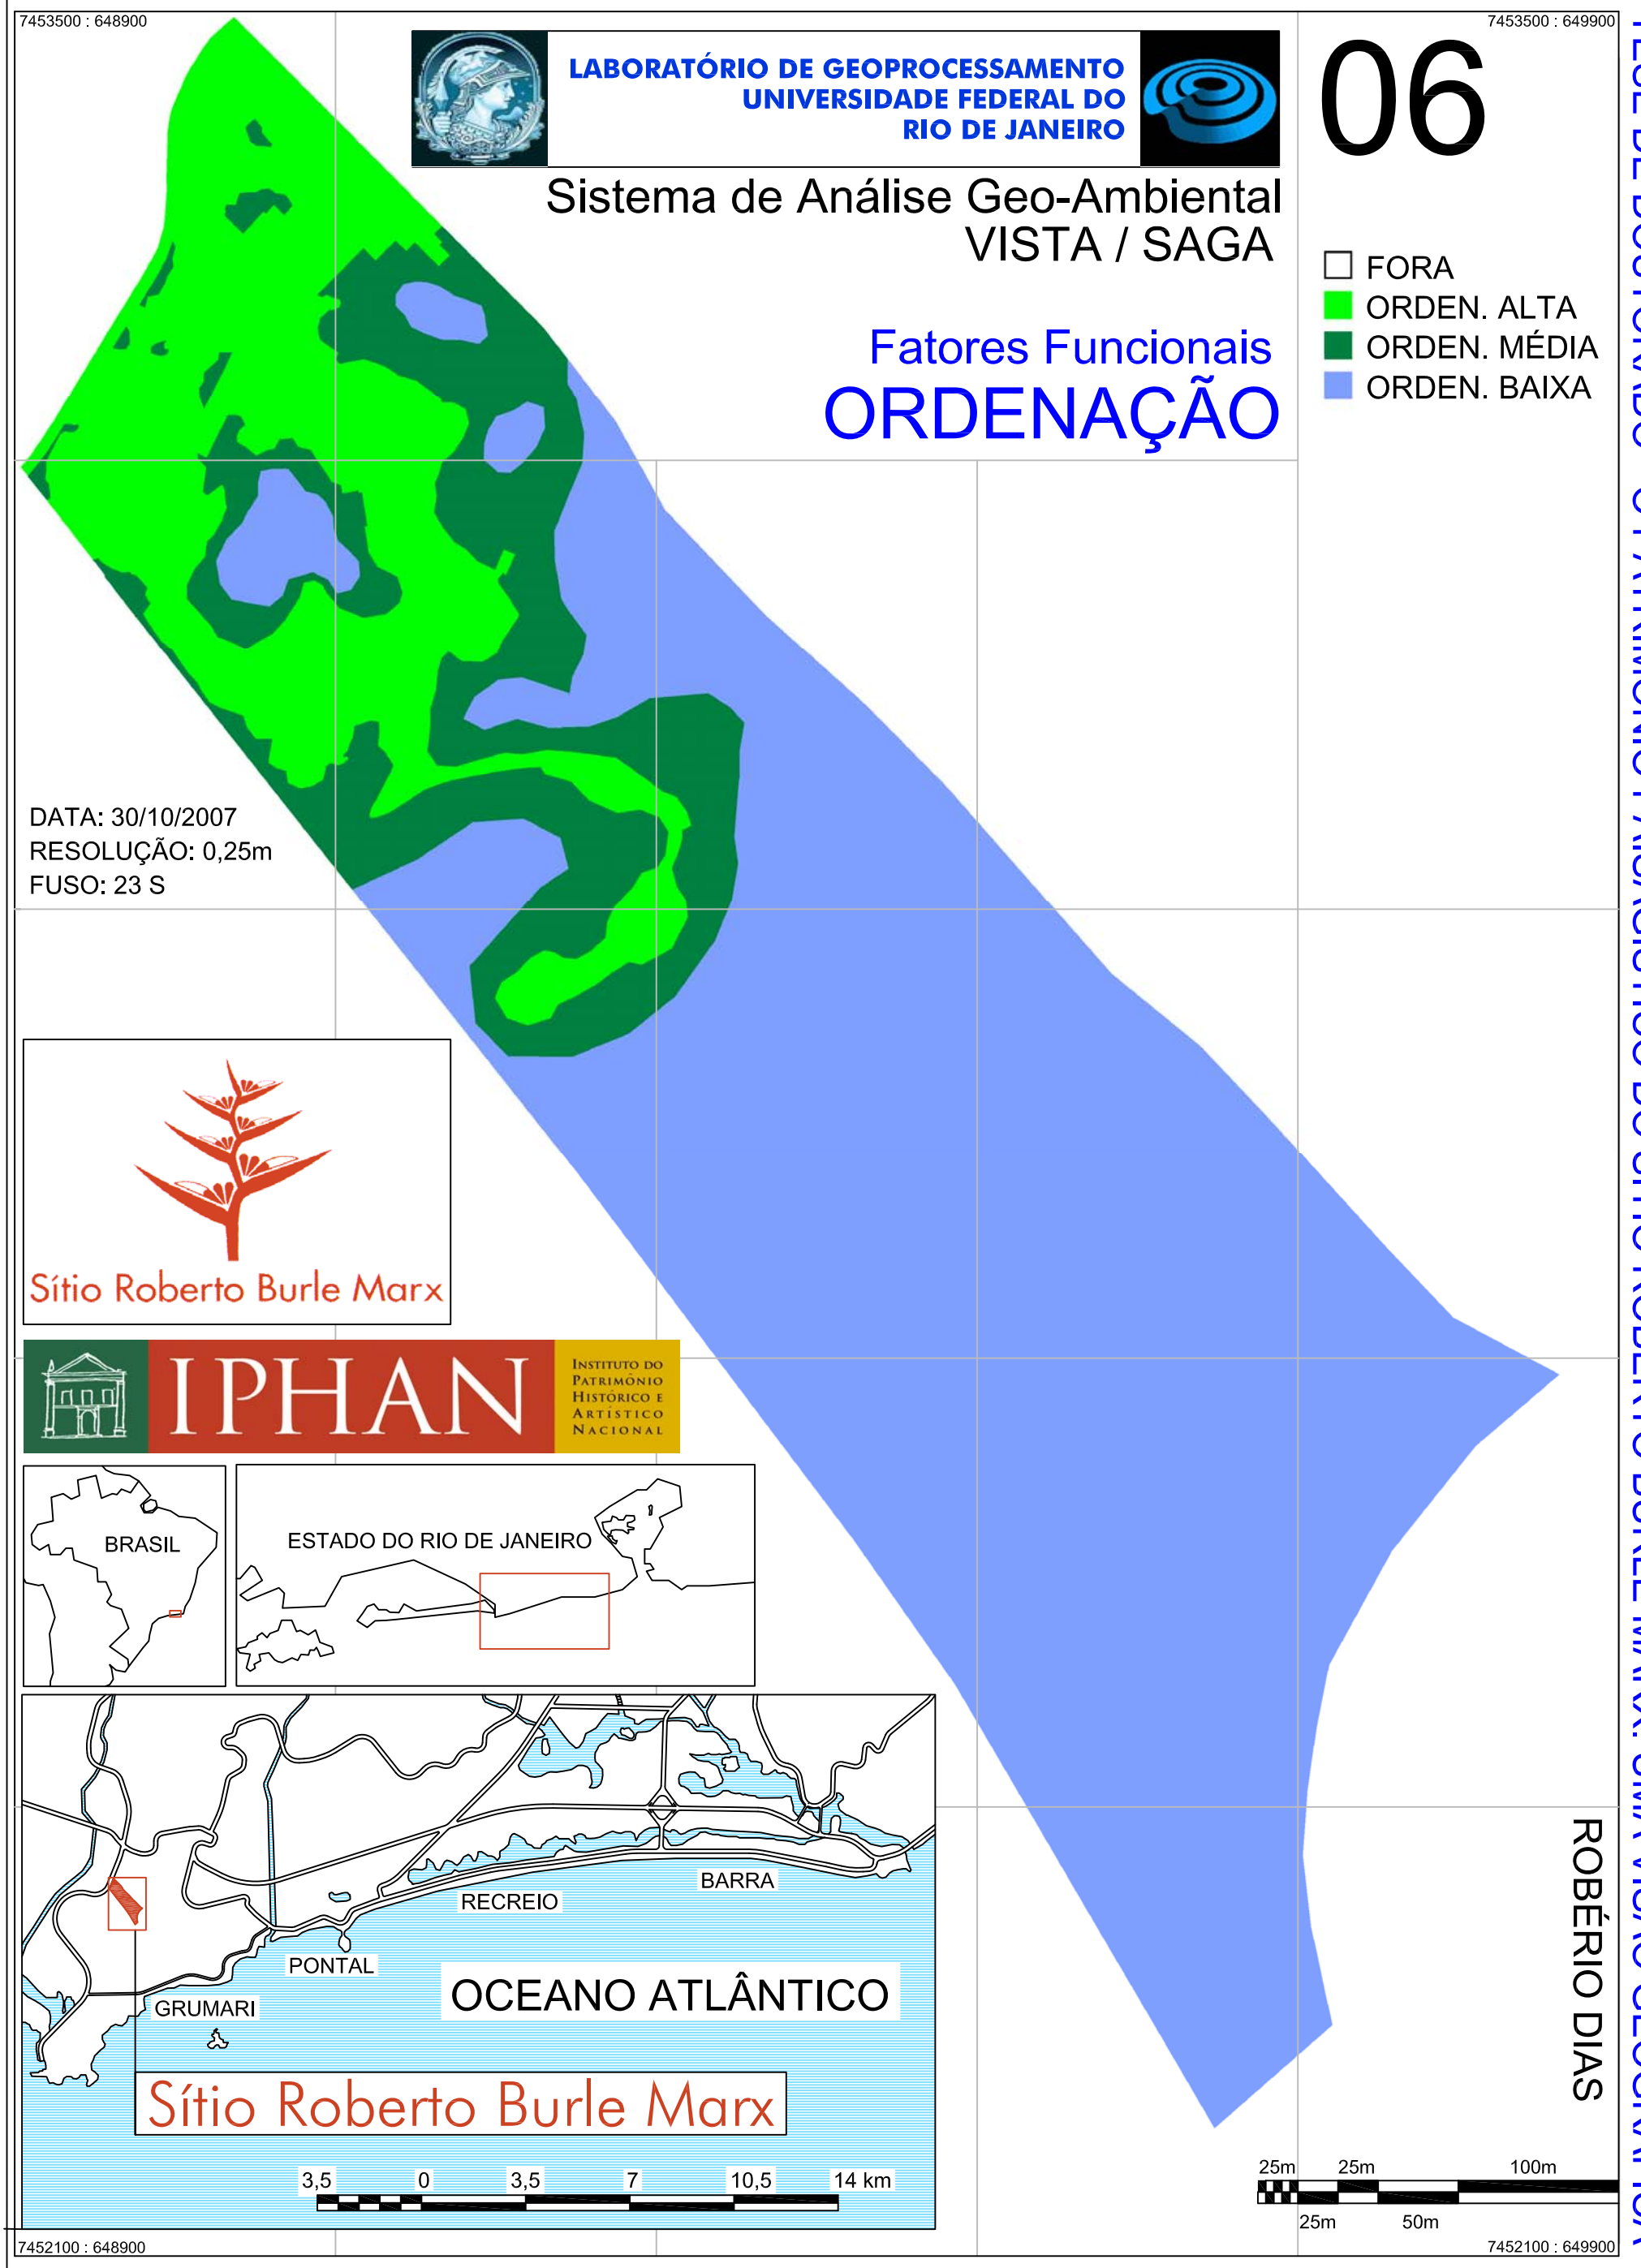 7453500 : 648900
7453500 : 649900
LABORATÓRIO DE GEOPROCESSAMENTO
UNIVERSIDADE FEDERAL DO
RIO DE JANEIRO
06
Sistema de Análise Geo-Ambiental
VISTA / SAGA
Fatores Funcionais
ORDENAÇÃO
FORA
ORDEN. ALTA
ORDEN. MÉDIA
ORDEN. BAIXA
DATA: 30/10/2007
RESOLUÇÃO: 0,25m
FUSO: 23 S
Sítio Roberto Burle Marx
IPHAN
INSTITUTO DO
PATRIMÔNIO
HISTÓRICO E
ARTÍSTICO
NACIONAL
BRASIL
ESTADO DO RIO DE JANEIRO
BARRA
RECREIO
PONTAL
GRUMARI
OCEANO ATLÂNTICO
Sítio Roberto Burle Marx
3,5 0 3,5 7 10,5 14 km
ROBÉRIO DIAS
25m 25m 100m
25m 50m
7452100 : 648900
7452100 : 649900